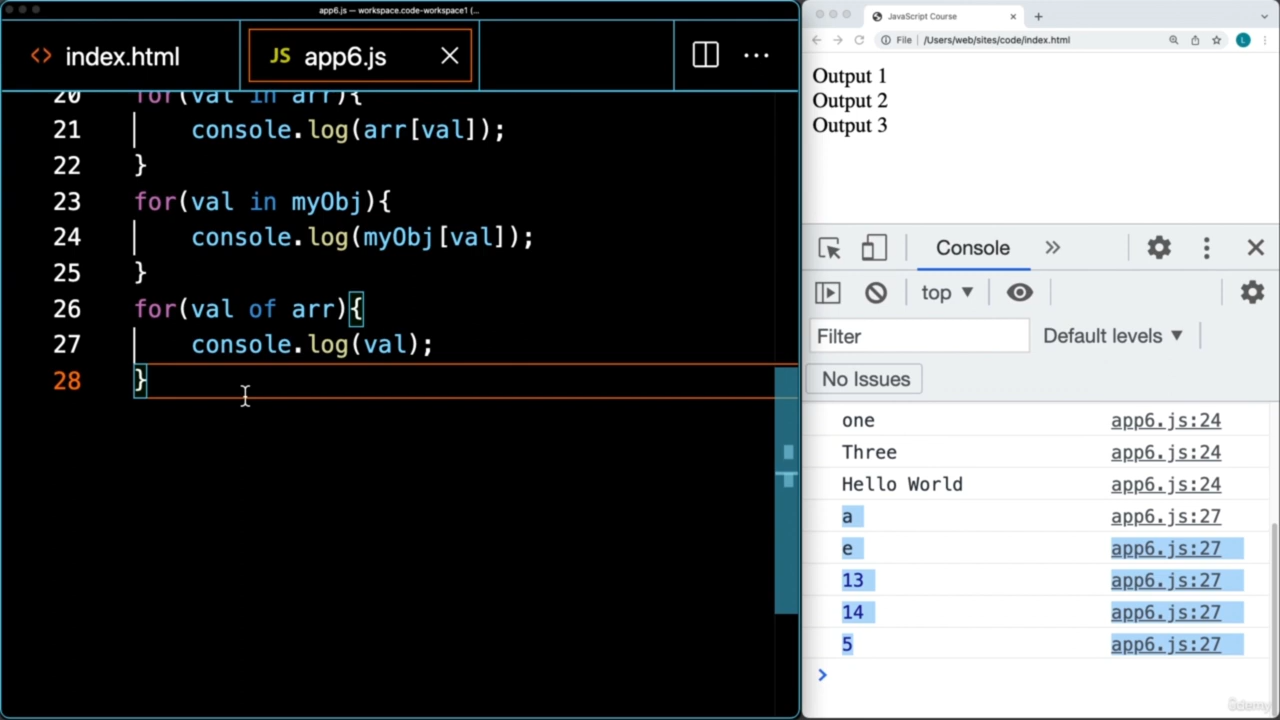 app6.js — workspace.code-workspace1 (...
<> index.html
JS app6.js
20 for(val in arr){
21 console.log(arr[val]);
22 }
23 for(val in myObj){
24 console.log(myObj[val]);
25 }
26 for(val of arr){
27 console.log(val);
28 }
JavaScript Course
File /Users/web/sites/code/index.html
L
Output 1
Output 2
Output 3
Console
top
Filter
Default levels
No Issues
one app6.js:24
Three app6.js:24
Hello World app6.js:24
a app6.js:27
e app6.js:27
13 app6.js:27
14 app6.js:27
5 app6.js:27
>
ûdemy